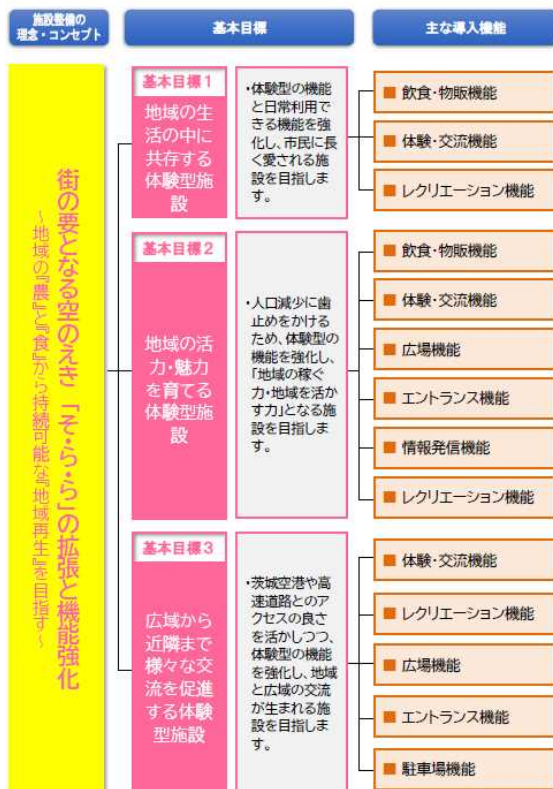 施設整備の
理念・コンセプト
基本目標
主な導入機能
街の要となる空のえき 「そ・ら・ら」の拡張と機能強化
～地域の『農』と『食』から持続可能な『地域再生』を目指す～
基本目標1
地域の生
活の中に
共存する
体験型施
設
・体験型の機能
と日常利用で
きる機能を強
化し、市民に長
く愛される施
設を目指しま
す。
■ 飲食・物販機能
■ 体験・交流機能
■ レクリエーション機能
基本目標2
地域の活
力・魅力
を育てる
体験型施
設
・人口減少に歯
止めをかける
ため、体験型の
機能を強化し、
「地域の稼ぐ
力・地域を活か
す力」となる施
設を目指しま
す。
■ 飲食・物販機能
■ 体験・交流機能
■ 広場機能
■ エントランス機能
■ 情報発信機能
■ レクリエーション機能
基本目標3
広域から
近隣まで
様々な交
流を促進
する体験
型施設
・茨城空港や高
速道路とのア
クセスの良さ
を活かしつつ、
体験型の機能
を強化し、地域
と広域の交流
が生まれる施
設を目指しま
す。
■ 体験・交流機能
■ レクリエーション機能
■ 広場機能
■ エントランス機能
■ 駐車場機能